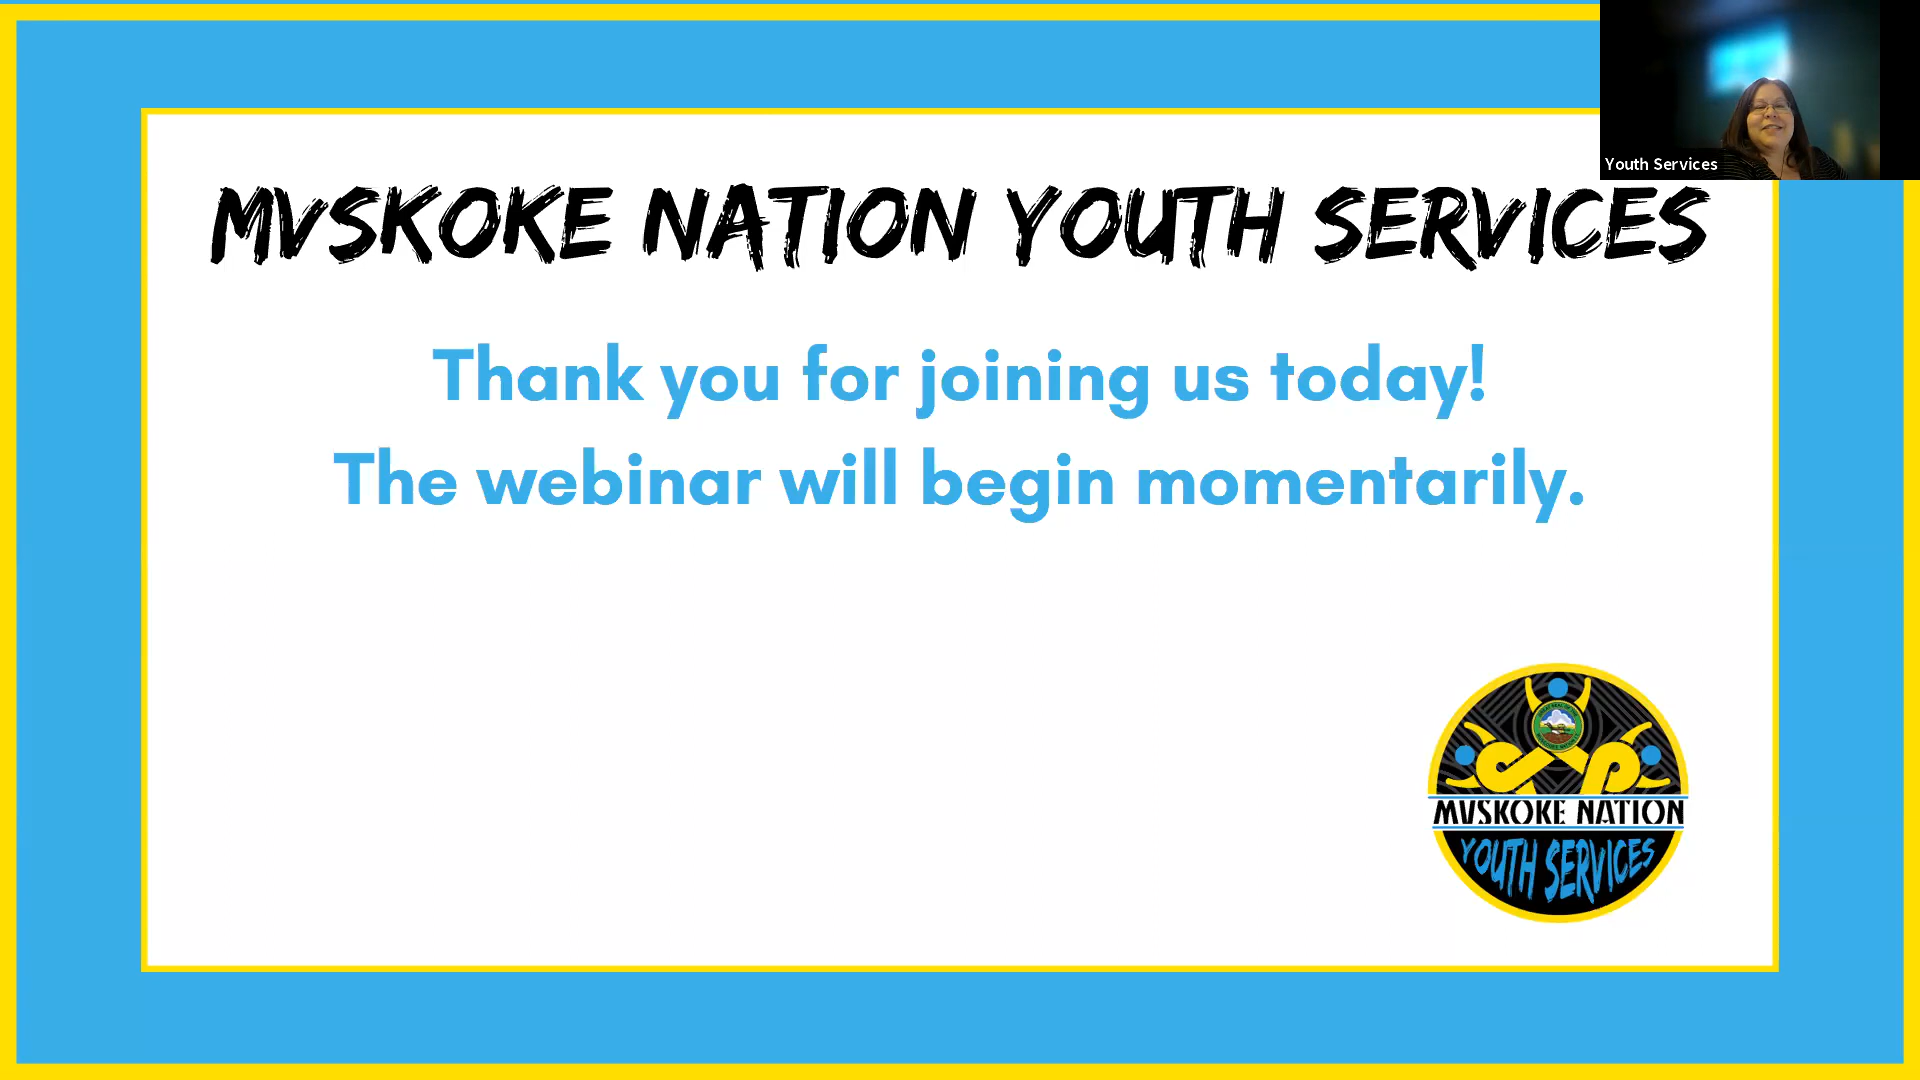 Youth Services
MVSKOKE NATION YOUTH SERVICES
Thank you for joining us today!
The webinar will begin momentarily.
MVSKOKE NATION
YOUTH SERVICES